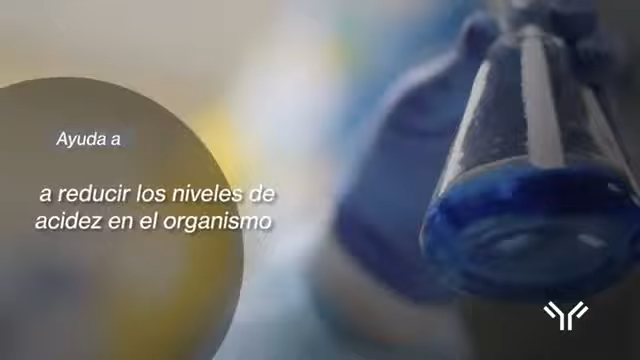 Ayuda a
a reducir los niveles de
acidez en el organismo